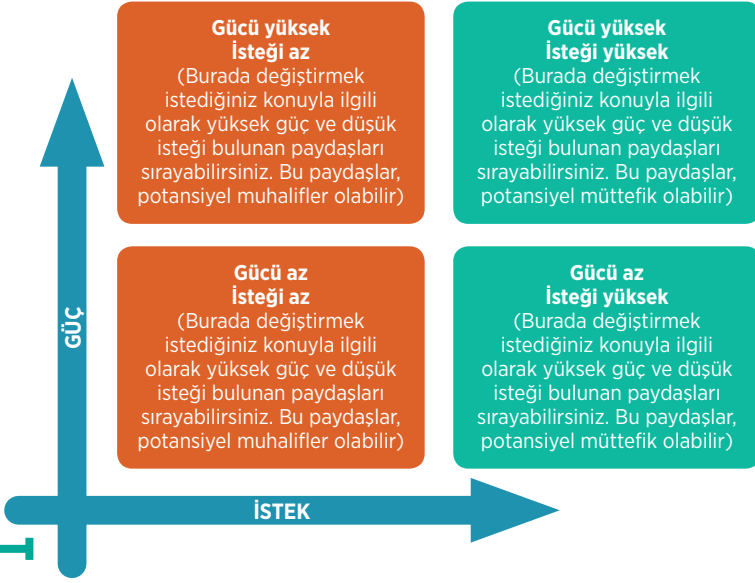 Gücü yüksek
İsteği az
(Burada değiştirmek
istediğiniz konuyla ilgili
olarak yüksek güç ve düşük
isteği bulunan paydaşları
sırayabilirsiniz. Bu paydaşlar,
potansiyel muhalifler olabilir)
Gücü yüksek
İsteği yüksek
(Burada değiştirmek
istediğiniz konuyla ilgili
olarak yüksek güç ve düşük
isteği bulunan paydaşları
sırayabilirsiniz. Bu paydaşlar,
potansiyel müttefik olabilir)
Gücü az
İsteği az
(Burada değiştirmek
istediğiniz konuyla ilgili
olarak yüksek güç ve düşük
isteği bulunan paydaşları
sırayabilirsiniz. Bu paydaşlar,
potansiyel muhalifler olabilir)
Gücü az
İsteği yüksek
(Burada değiştirmek
istediğiniz konuyla ilgili
olarak yüksek güç ve düşük
isteği bulunan paydaşları
sırayabilirsiniz. Bu paydaşlar,
potansiyel müttefik olabilir)
GÜÇ
İSTEK